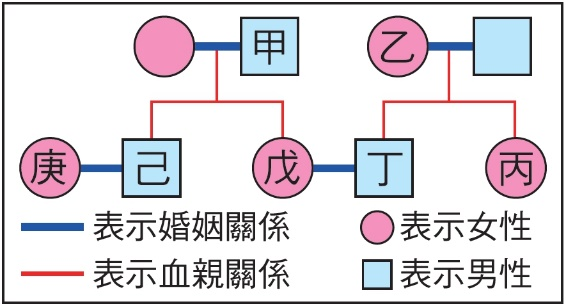 甲 乙
庚 己 戊 丁 丙
表示婚姻關係 表示女性
表示血親關係 表示男性